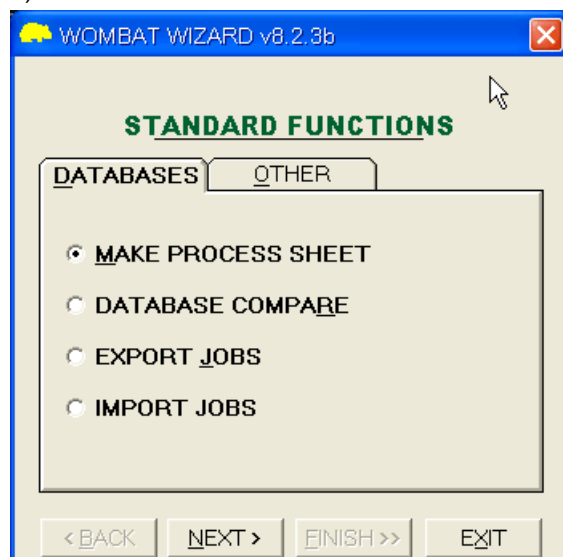 WOMBAT WIZARD v8.2.3b
STANDARD FUNCTIONS
DATABASES OTHER
MAKE PROCESS SHEET
DATABASE COMPARE
EXPORT JOBS
IMPORT JOBS
< BACK NEXT > FINISH >> EXIT